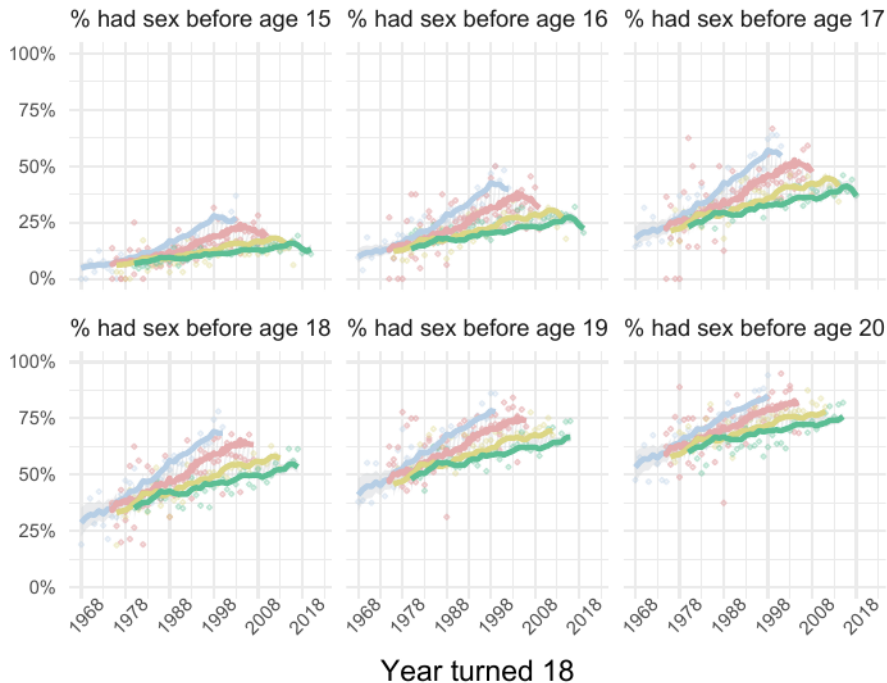 % had sex before age 15 % had sex before age 16 % had sex before age 17
100%
75%
50%
25%
0%
% had sex before age 18 % had sex before age 19 % had sex before age 20
100%
75%
50%
25%
0%
1968 1978 1988 1998 2008 2018 1968 1978 1988 1998 2008 2018 1968 1978 1988 1998 2008 2018
Year turned 18